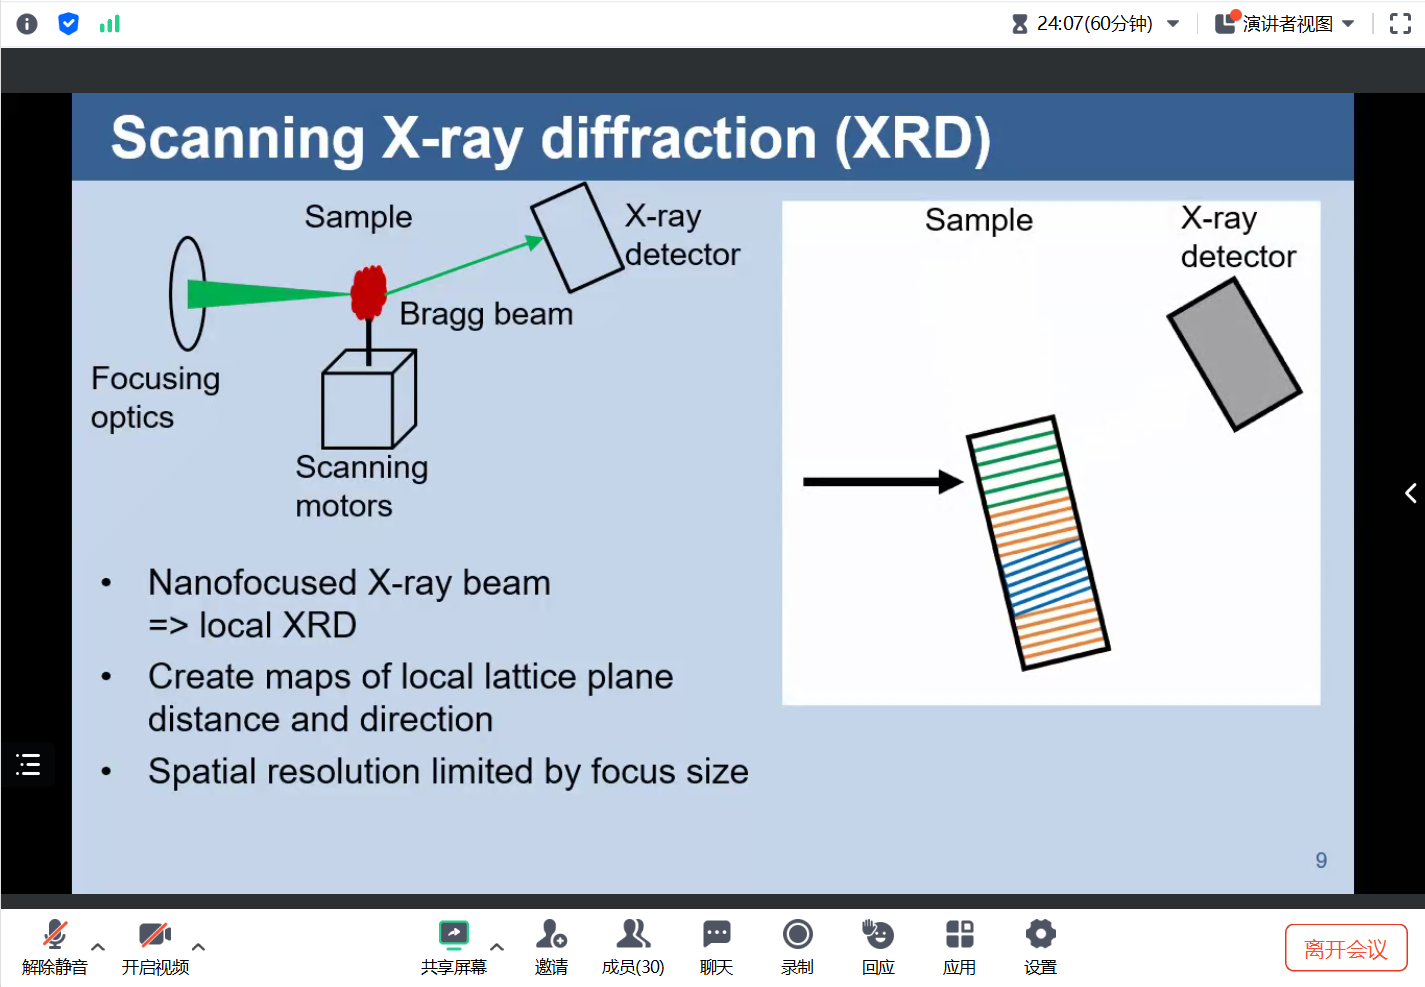 24:07(60分钟)
演讲者视图
Scanning X-ray diffraction (XRD)
Sample
X-ray
detector
Bragg beam
Focusing
optics
Scanning
motors
Sample
X-ray
detector
• Nanofocused X-ray beam
=> local XRD
• Create maps of local lattice plane
distance and direction
• Spatial resolution limited by focus size
9
解除静音
开启视频
共享屏幕
邀请
成员(30)
聊天
录制
回应
应用
设置
离开会议